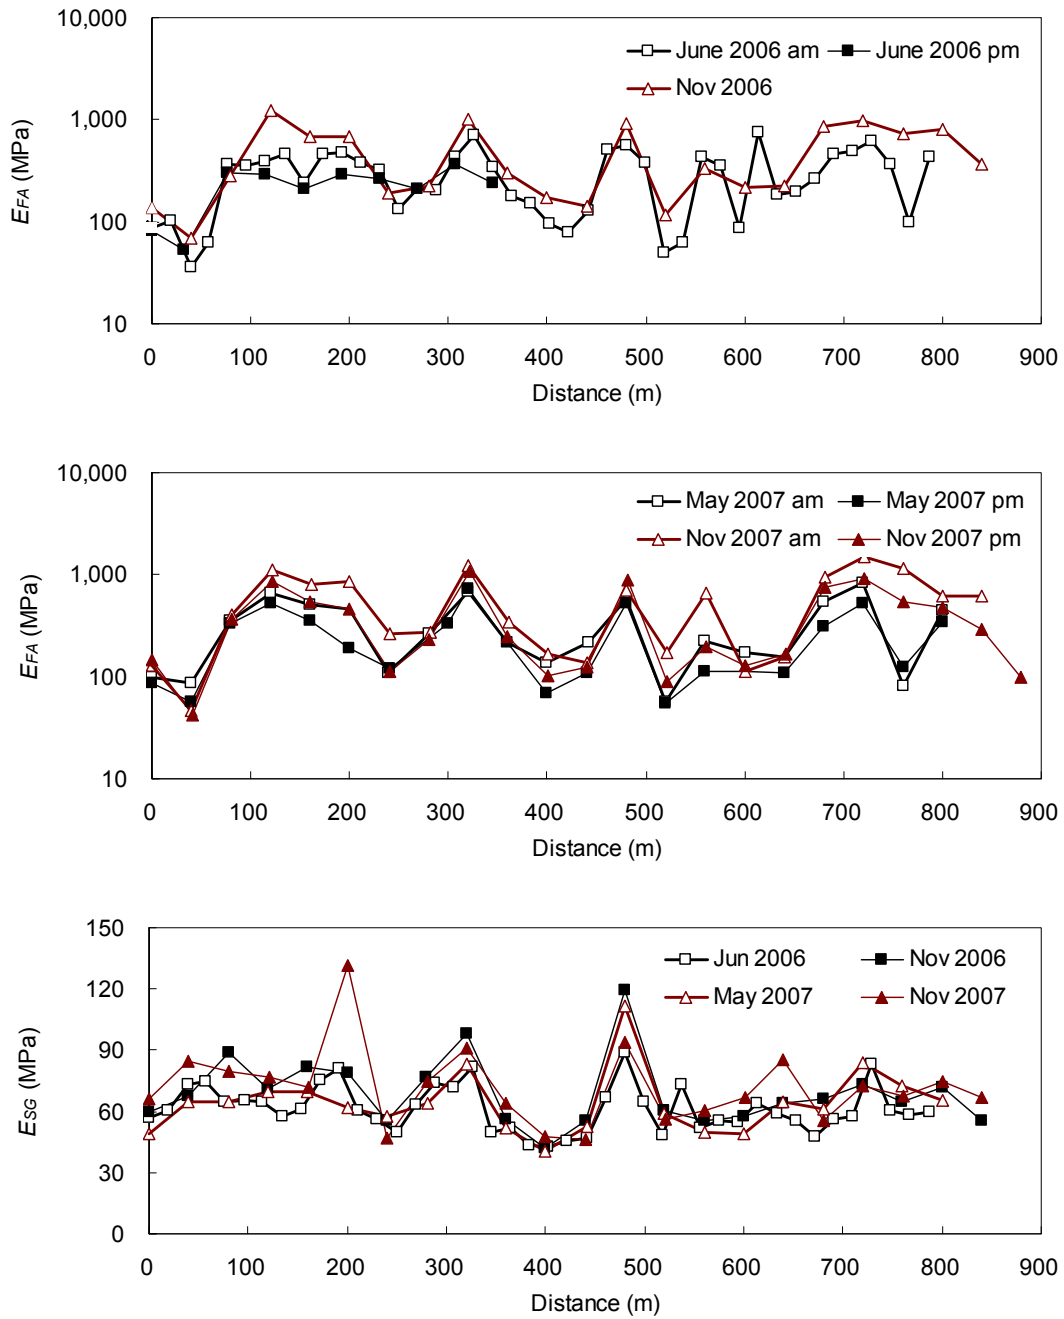 10,000
June 2006 am June 2006 pm
Nov 2006
1,000
E_FA (MPa)
100
10
0 100 200 300 400 500 600 700 800 900
Distance (m)
10,000
May 2007 am May 2007 pm
Nov 2007 am Nov 2007 pm
1,000
E_FA (MPa)
100
10
0 100 200 300 400 500 600 700 800 900
Distance (m)
150
Jun 2006 Nov 2006
120
May 2007 Nov 2007
90
E_SG (MPa)
60
30
0
0 100 200 300 400 500 600 700 800 900
Distance (m)